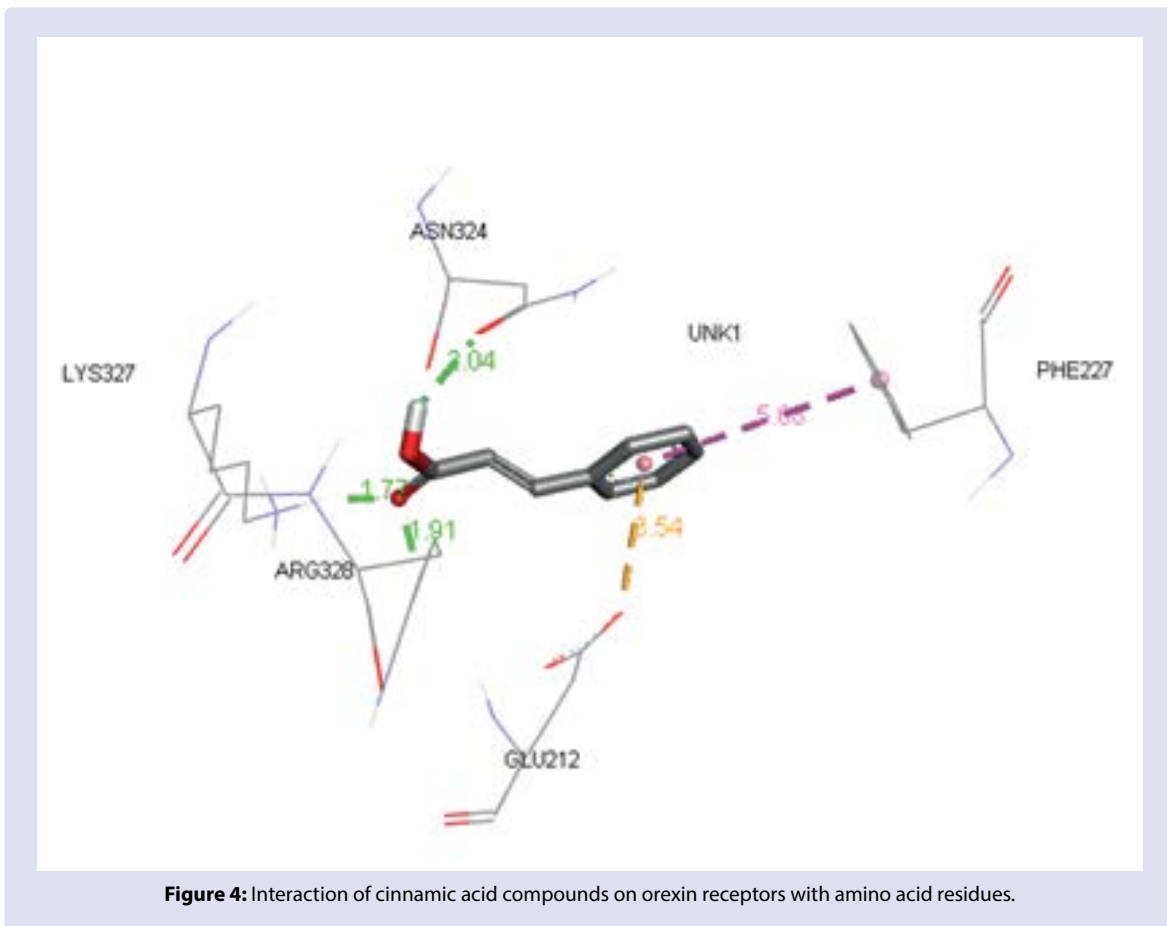 ASN324
UNK1
LYS327
2.04
PHE227
1.77
1.91
3.54
ARG328
GLU212
Figure 4: Interaction of cinnamic acid compounds on orexin receptors with amino acid residues.